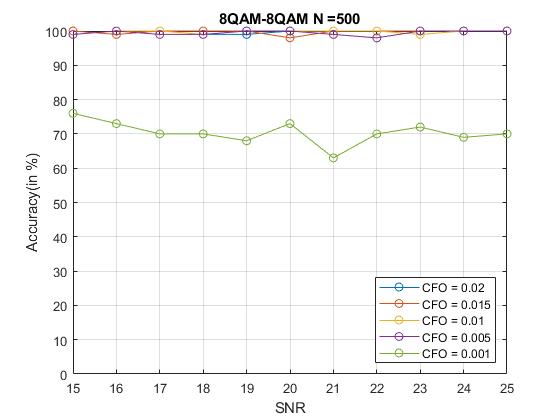 8QAM-8QAM N =500
100
90
80
70
60
50
40
30
20
10
0
Accuracy(in %)
15 16 17 18 19 20 21 22 23 24 25
SNR
CFO = 0.02
CFO = 0.015
CFO = 0.01
CFO = 0.005
CFO = 0.001